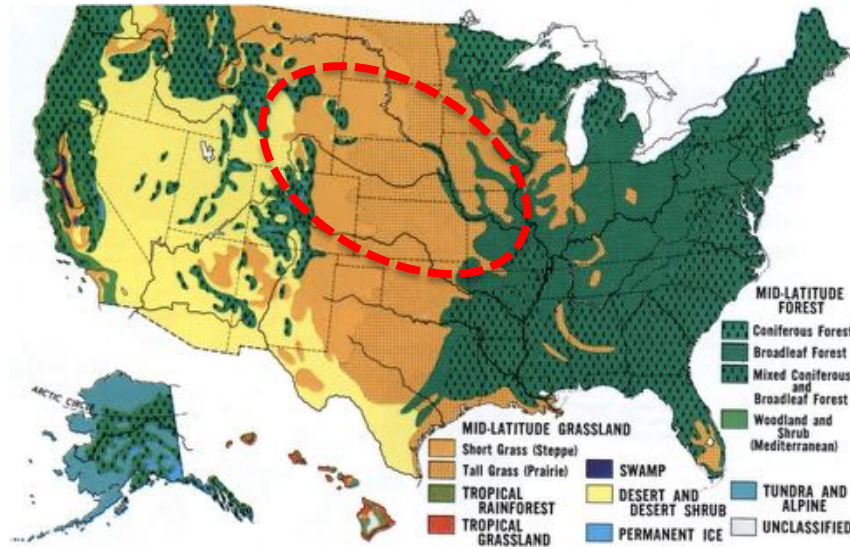 MID-LATITUDE
FOREST
Coniferous Forest
Broadleaf Forest
Mixed Coniferous
and
Broadleaf Forest
Woodland and
Shrub
(Mediterranean)
ARCTIC CIRCLE
MID-LATITUDE GRASSLAND
Short Grass (Steppe)
Tall Grass (Prairie)
TROPICAL
RAINFOREST
TROPICAL
GRASSLAND
SWAMP
DESERT AND
DESERT SHRUB
PERMANENT ICE
TUNDRA AND
ALPINE
UNCLASSIFIED